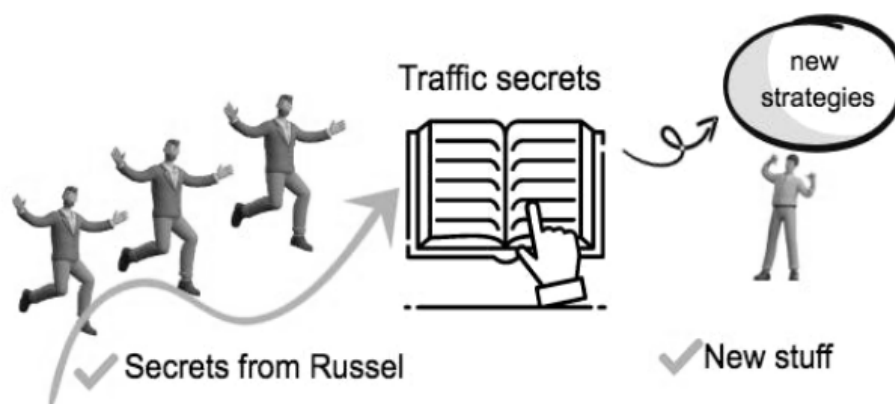 Traffic secrets
new
strategies
Secrets from Russel
New stuff